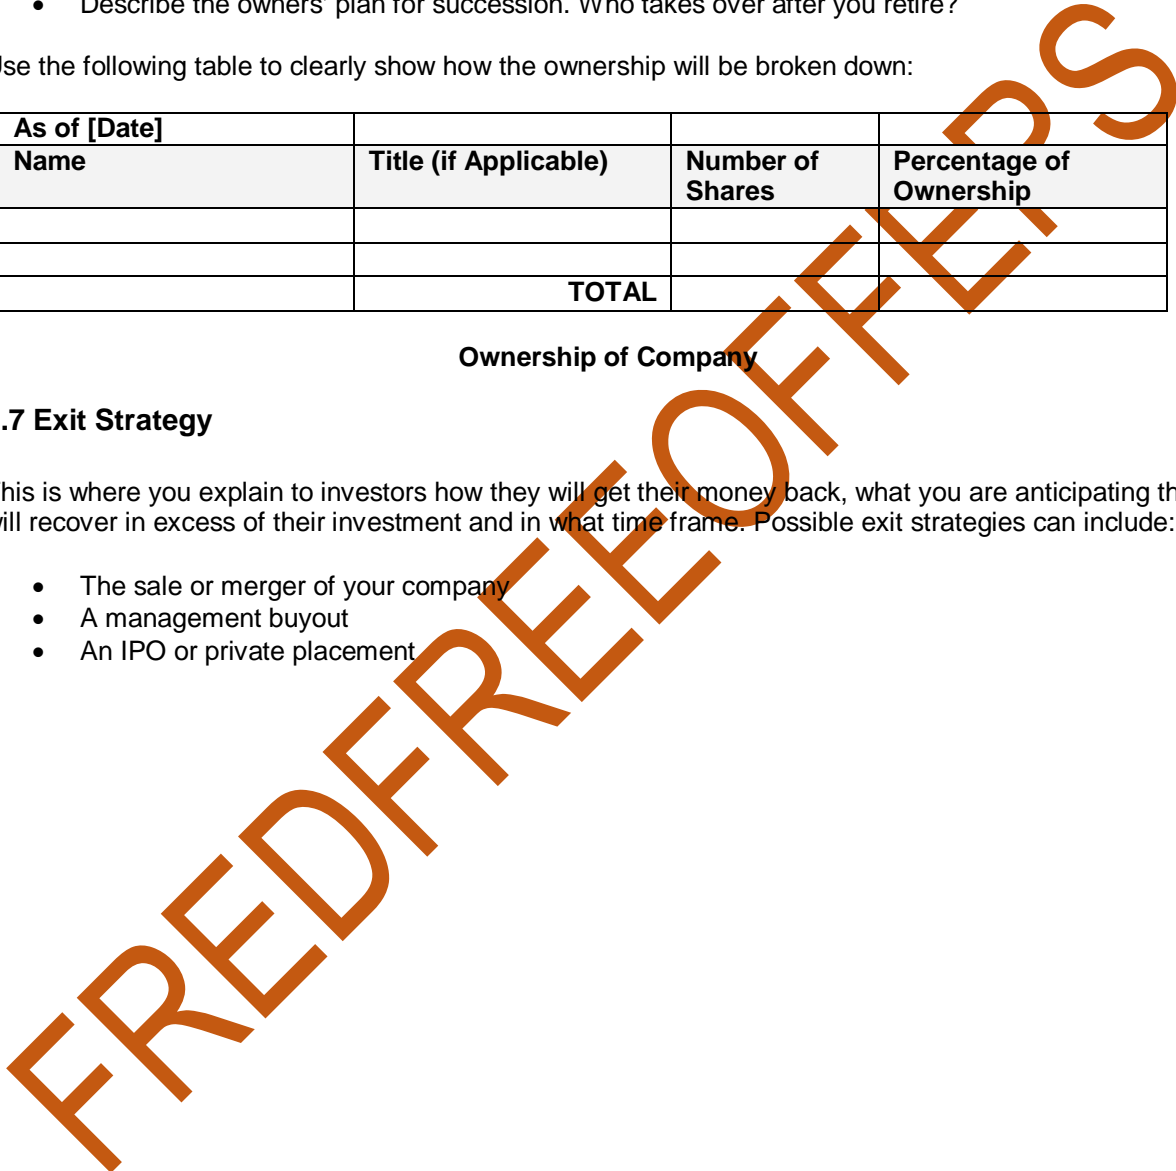 Describe the owners' plan for succession. Who takes over after you retire?
se the following table to clearly show how the ownership will be broken down:
As of [Date]
Name Title (if Applicable) Number of Shares Percentage of Ownership
TOTAL
Ownership of Company
.7 Exit Strategy
his is where you explain to investors how they will get their money back, what you are anticipating th
ill recover in excess of their investment and in what time frame. Possible exit strategies can include:
• The sale or merger of your company
• A management buyout
• An IPO or private placement
FREDFREEOFFERS